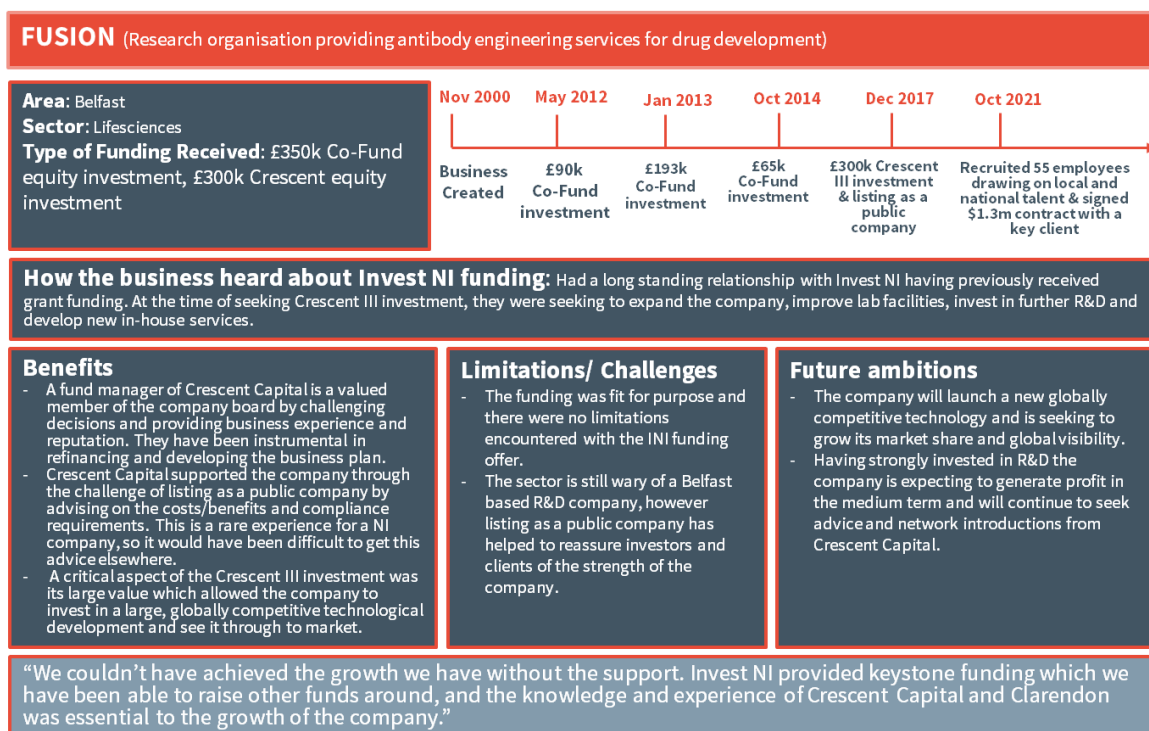 FUSION (Research organisation providing antibody engineering services for drug development)
Area: Belfast
Sector: Lifesciences
Type of Funding Received: £350k Co-Fund
equity investment, £300k Crescent equity
investment
Nov 2000
May 2012
Jan 2013
Oct 2014
Dec 2017
Oct 2021
Business
Created
£90k
Co-Fund
investment
£193k
Co-Fund
investment
£65k
Co-Fund
investment
£300k Crescent
III investment
& listing as a
public
company
Recruited 55 employees
drawing on local and
national talent & signed
$1.3m contract with a
key client
How the business heard about Invest NI funding: Had a long standing relationship with Invest NI having previously received
grant funding. At the time of seeking Crescent III investment, they were seeking to expand the company, improve lab facilities, invest in further R&D and
develop new in-house services.
Benefits
- A fund manager of Crescent Capital is a valued
member of the company board by challenging
decisions and providing business experience and
reputation. They have been instrumental in
refinancing and developing the business plan.
- Crescent Capital supported the company through
the challenge of listing as a public company by
advising on the costs/benefits and compliance
requirements. This is a rare experience for a NI
company, so it would have been difficult to get this
advice elsewhere.
- A critical aspect of the Crescent III investment was
its large value which allowed the company to
invest in a large, globally competitive technological
development and see it through to market.
Limitations/ Challenges
- The funding was fit for purpose and
there were no limitations
encountered with the INI funding
offer.
- The sector is still wary of a Belfast
based R&D company, however
listing as a public company has
helped to reassure investors and
clients of the strength of the
company.
Future ambitions
- The company will launch a new globally
competitive technology and is seeking to
grow its market share and global visibility.
- Having strongly invested in R&D the
company is expecting to generate profit in
the medium term and will continue to seek
advice and network introductions from
Crescent Capital.
“We couldn’t have achieved the growth we have without the support. Invest NI provided keystone funding which we
have been able to raise other funds around, and the knowledge and experience of Crescent Capital and Clarendon
was essential to the growth of the company.”